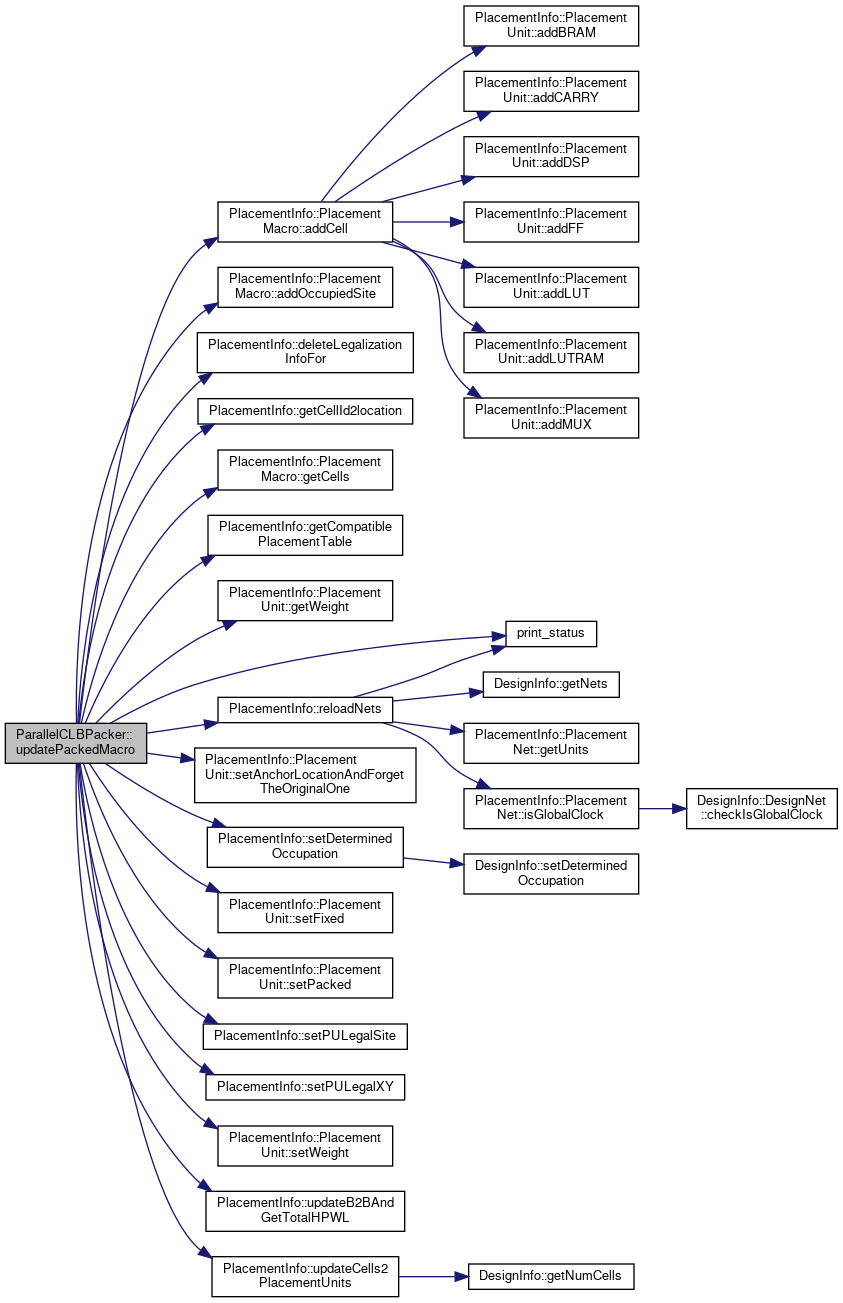 PlacementInfo::Placement
Unit::addBRAM
PlacementInfo::Placement
Unit::addCARRY
PlacementInfo::Placement
Unit::addDSP
PlacementInfo::Placement
Macro::addCell
PlacementInfo::Placement
Unit::addFF
PlacementInfo::Placement
Macro::addOccupiedSite
PlacementInfo::Placement
Unit::addLUT
PlacementInfo::deleteLegalization
InfoFor
PlacementInfo::Placement
Unit::addLUTRAM
PlacementInfo::getCellId2location
PlacementInfo::Placement
Unit::addMUX
PlacementInfo::Placement
Macro::getCells
PlacementInfo::getCompatible
PlacementTable
PlacementInfo::Placement
Unit::getWeight
print_status
PlacementInfo::reloadNets
DesignInfo::getNets
ParallelCLBPacker::
updatePackedMacro
PlacementInfo::Placement
Net::getUnits
PlacementInfo::Placement
Unit::setAnchorLocationAndForget
TheOriginalOne
PlacementInfo::Placement
Net::isGlobalClock
DesignInfo::DesignNet
::checkIsGlobalClock
PlacementInfo::setDetermined
Occupation
DesignInfo::setDetermined
Occupation
PlacementInfo::Placement
Unit::setFixed
PlacementInfo::Placement
Unit::setPacked
PlacementInfo::setPULegalSite
PlacementInfo::setPULegalXY
PlacementInfo::Placement
Unit::setWeight
PlacementInfo::updateB2BAnd
GetTotalHPWL
PlacementInfo::updateCells2
PlacementUnits
DesignInfo::getNumCells